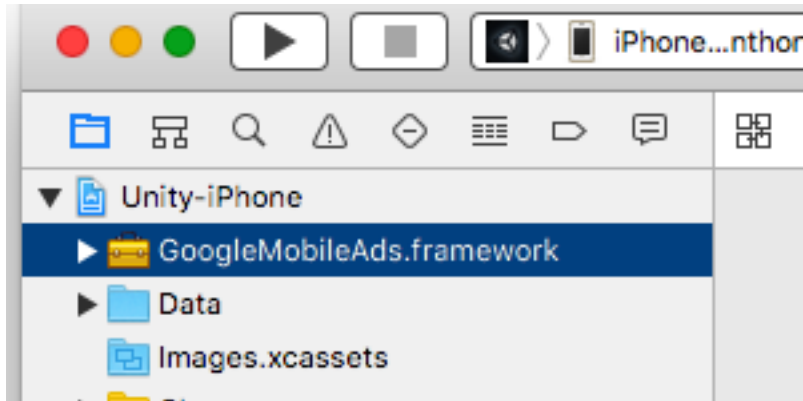 iPhone...nthor
Unity-iPhone
GoogleMobileAds.framework
Data
Images.xcassets